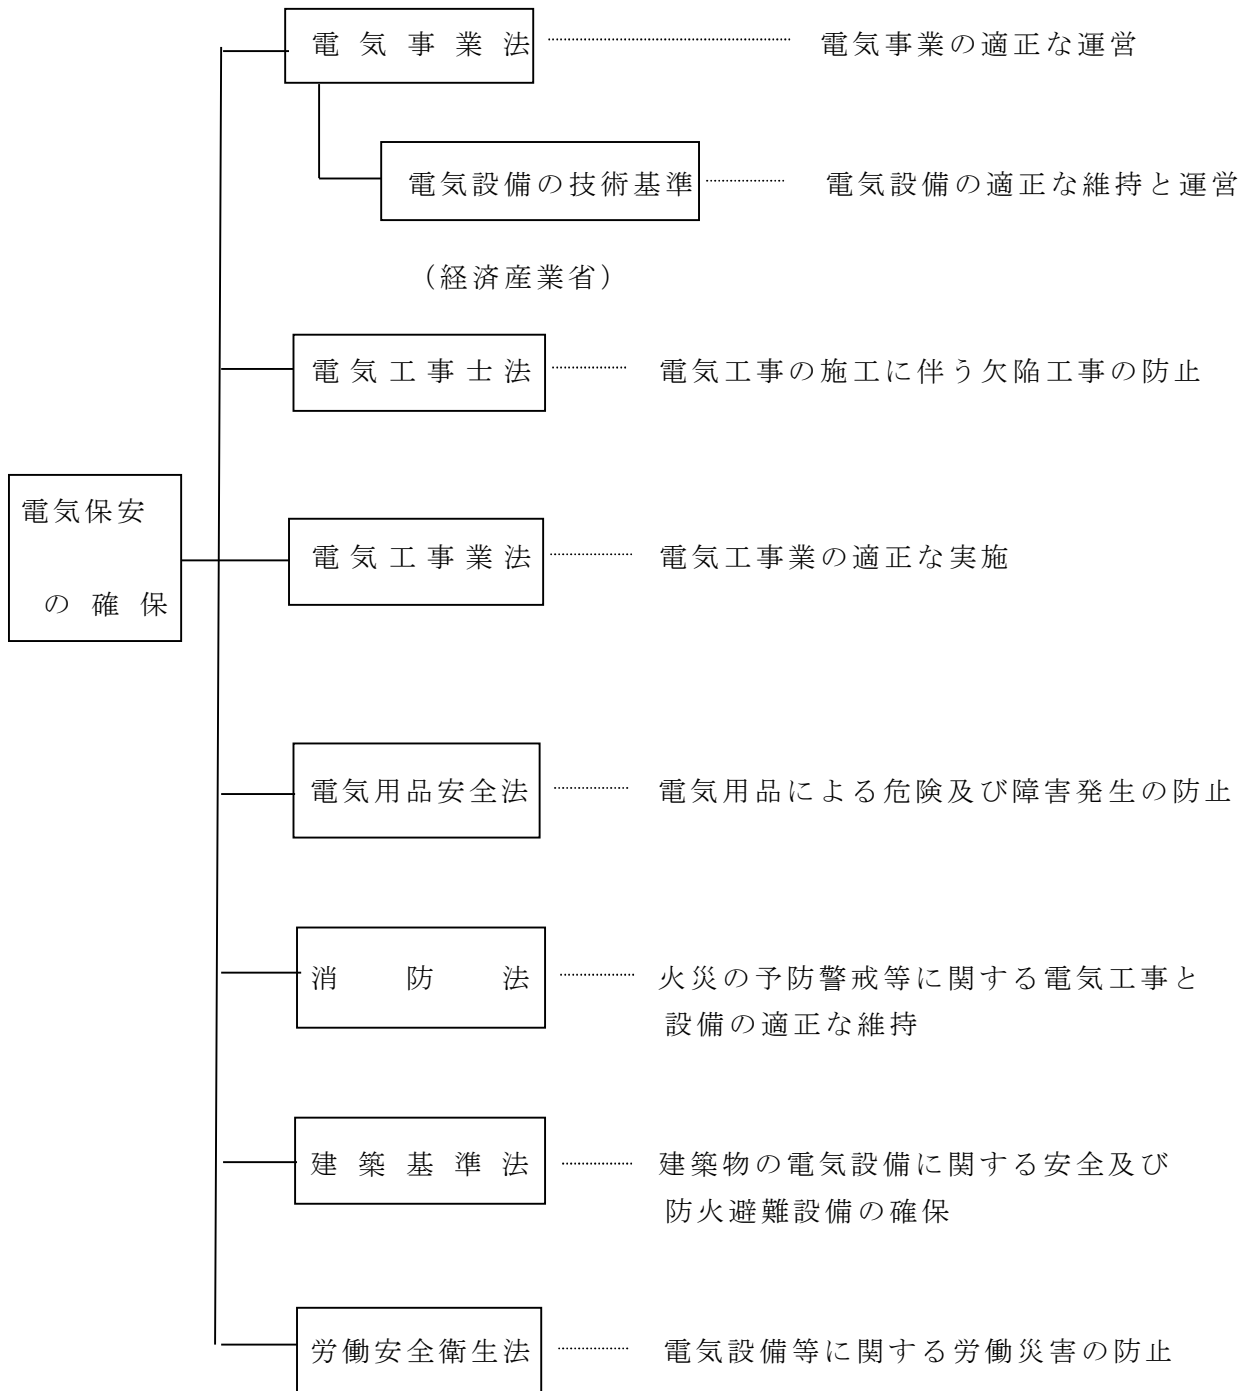 電気事業法 電気事業の適正な運営
電気設備の技術基準 電気設備の適正な維持と運営
（経済産業省）
電気工事士法 電気工事の施工に伴う欠陥工事の防止
電気保安
の確保
電気工事業法 電気工事業の適正な実施
電気用品安全法 電気用品による危険及び障害発生の防止
消防法 火災の予防警戒等に関する電気工事と
設備の適正な維持
建築基準法 建築物の電気設備に関する安全及び
防火避難設備の確保
労働安全衛生法 電気設備等に関する労働災害の防止